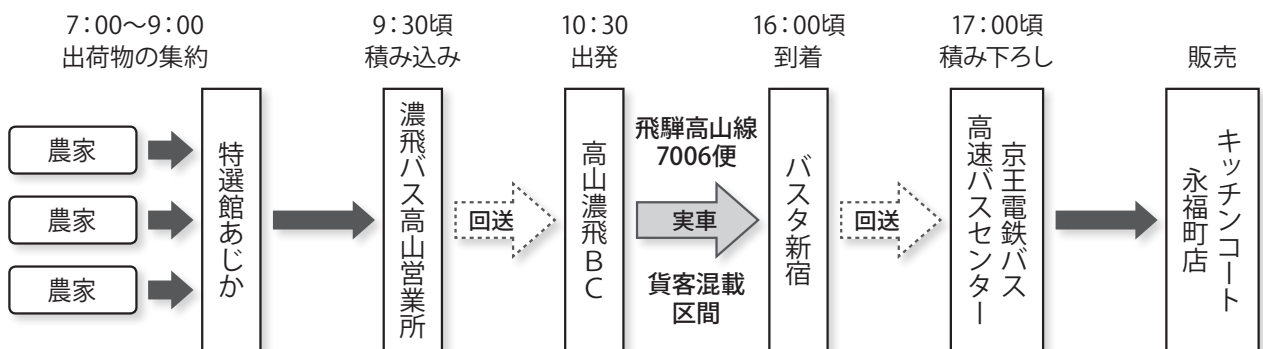 7：00～9：00
出荷物の集約
9：30頃
積み込み
10：30
出発
16：00頃
到着
17：00頃
積み下ろし
販売
農家
農家
農家
特選館あじか
濃飛バス高山営業所
回送
高山濃飛BC
飛騨高山線
7006便
実車
貨客混載
区間
バスタ新宿
回送
京王電鉄バス
高速バスセンター
キッチンコート
永福町店